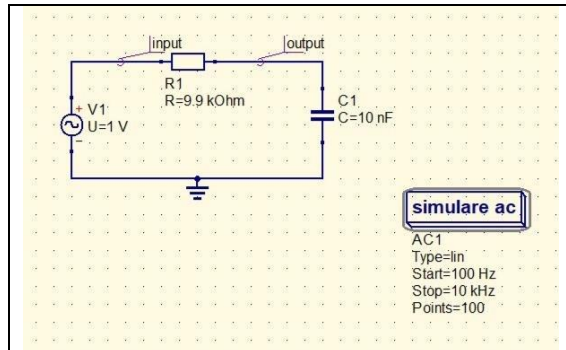 input
output
R1
R=9.9 kOhm
V1
U=1 V
C1
C=10 nF
simulare ac
AC1
Type=lin
Start=100 Hz
Stop=10 kHz
Points=100